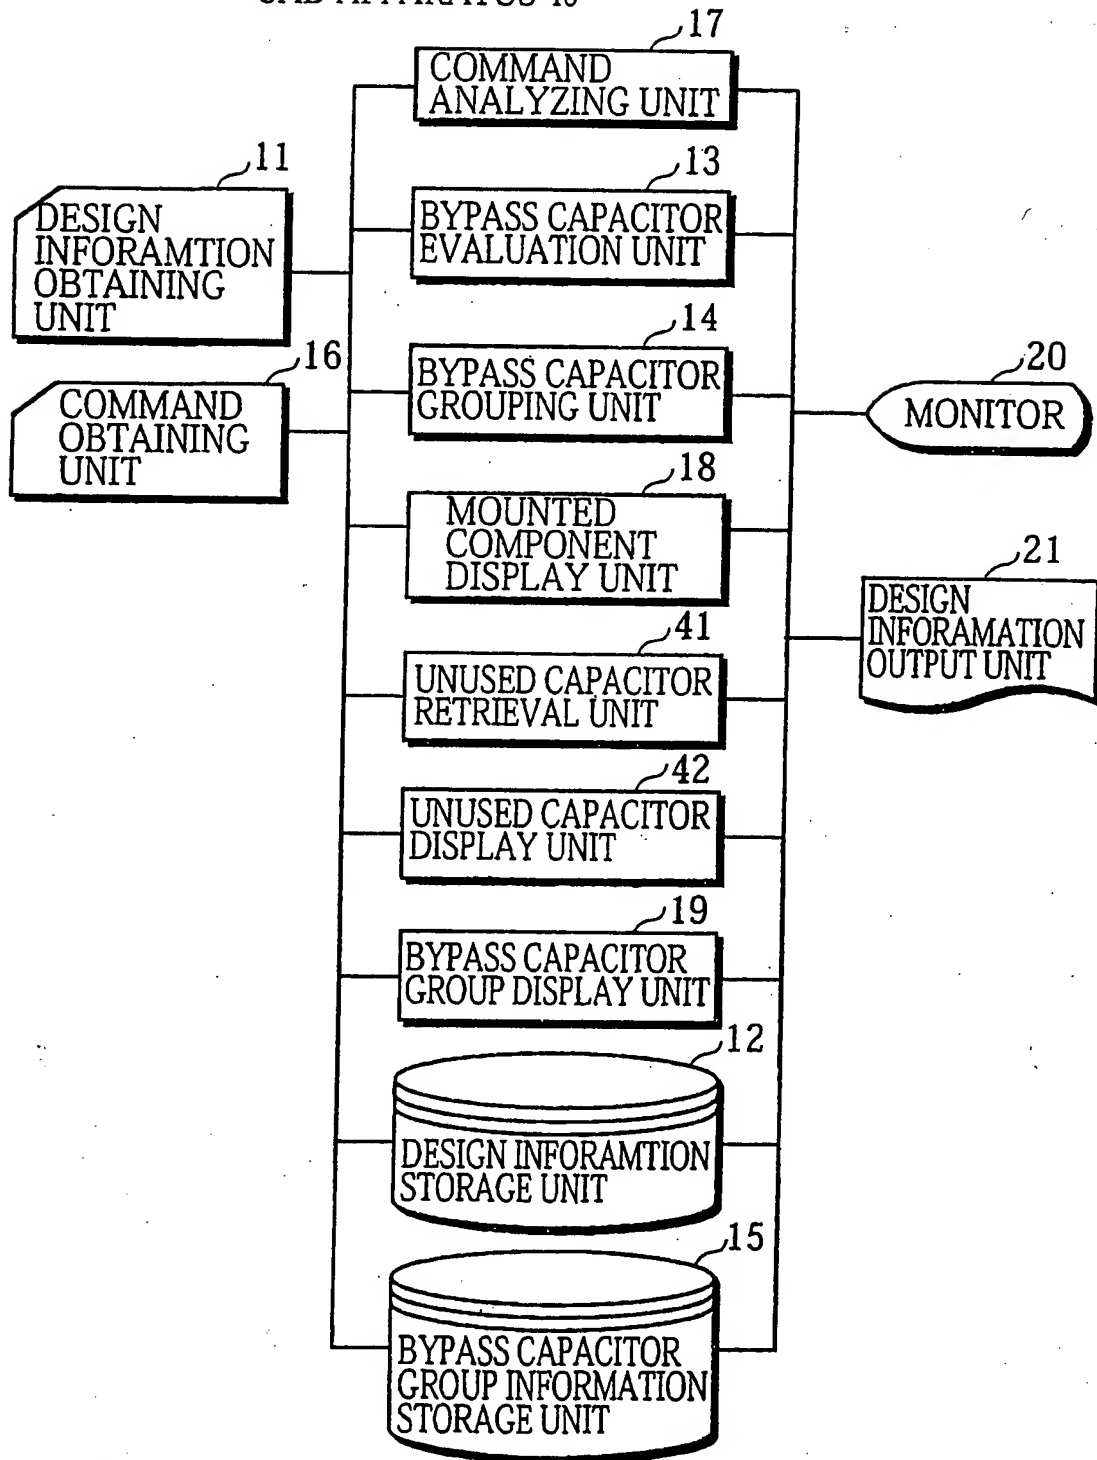 CAD APPARATUS 40
17
COMMAND
ANALYZING UNIT
11
DESIGN
INFORAMTION
OBTAINING
UNIT
13
BYPASS CAPACITOR
EVALUATION UNIT
16
COMMAND
OBTAINING
UNIT
14
BYPASS CAPACITOR
GROUPING UNIT
20
MONITOR
18
MOUNTED
COMPONENT
DISPLAY UNIT
21
DESIGN
INFORAMATION
OUTPUT UNIT
41
UNUSED CAPACITOR
RETRIEVAL UNIT
42
UNUSED CAPACITOR
DISPLAY UNIT
19
BYPASS CAPACITOR
GROUP DISPLAY UNIT
12
DESIGN INFORAMTION
STORAGE UNIT
15
BYPASS CAPACITOR
GROUP INFORMATION
STORAGE UNIT